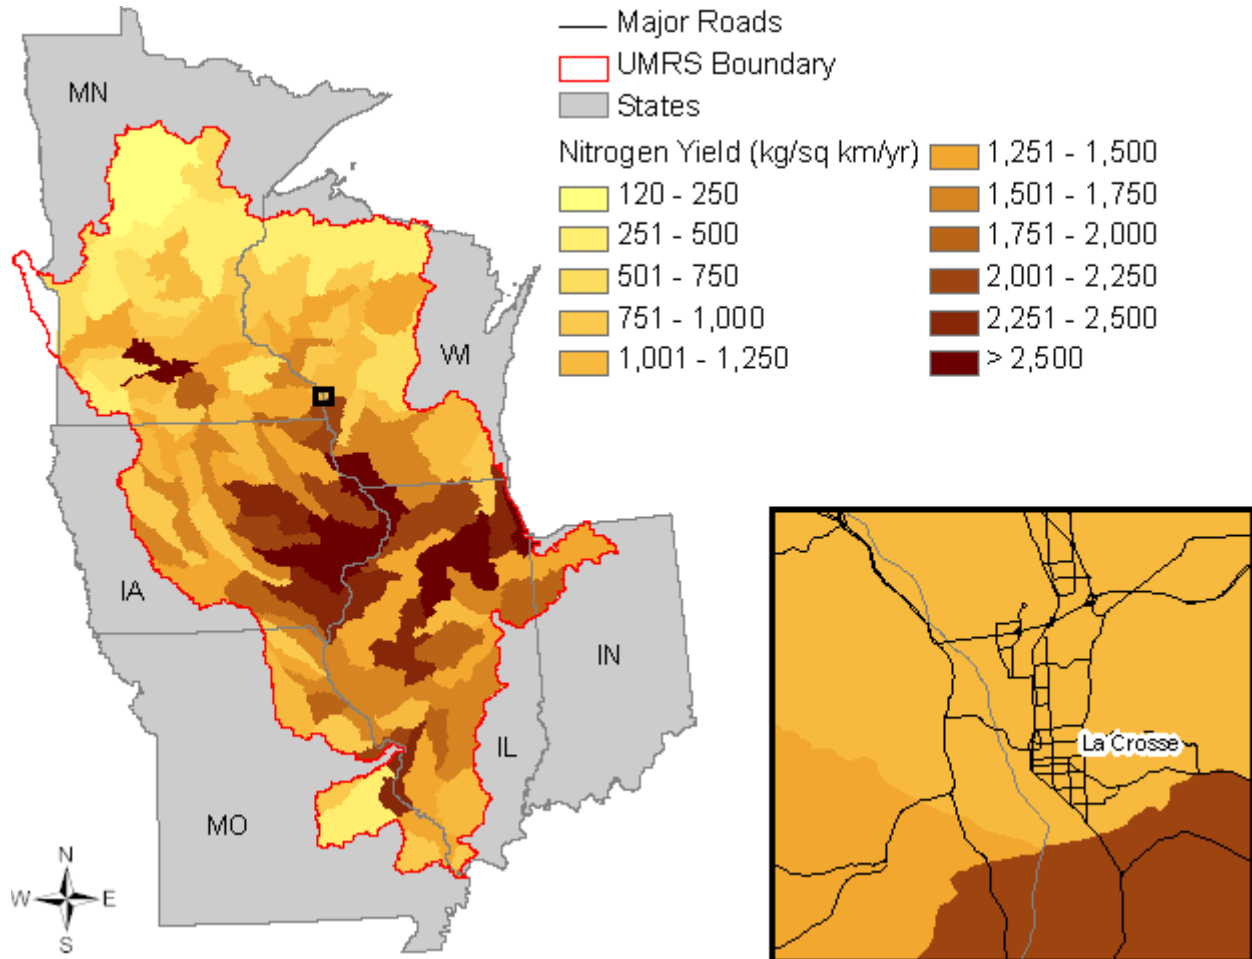 Major Roads
UMRS Boundary
States
Nitrogen Yield (kg/sq km/yr)
120 - 250
251 - 500
501 - 750
751 - 1,000
1,001 - 1,250
1,251 - 1,500
1,501 - 1,750
1,751 - 2,000
2,001 - 2,250
2,251 - 2,500
> 2,500
MN
WI
IA
IN
IL
MO
La Crosse
N
W E
S